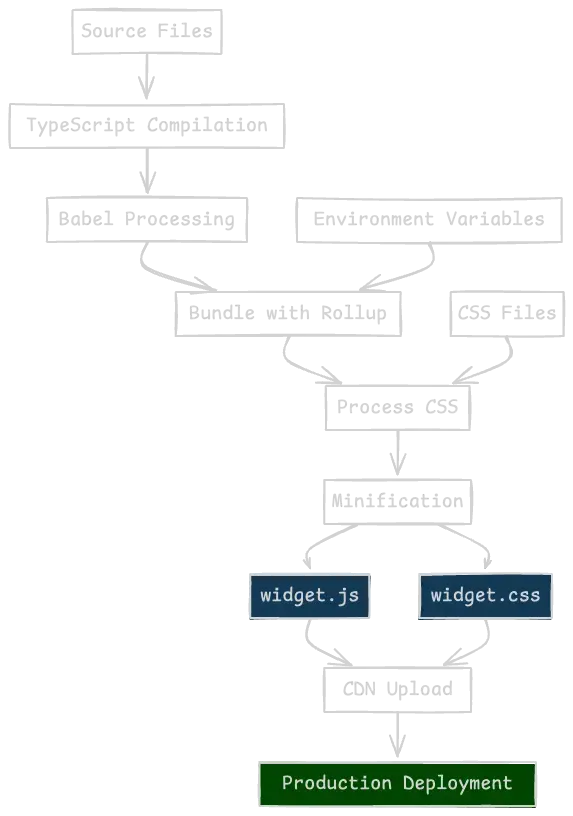 Source Files
TypeScript Compilation
Babel Processing
Environment Variables
Bundle with Rollup
CSS Files
Process CSS
Minification
widget.js
widget.css
CDN Upload
Production Deployment